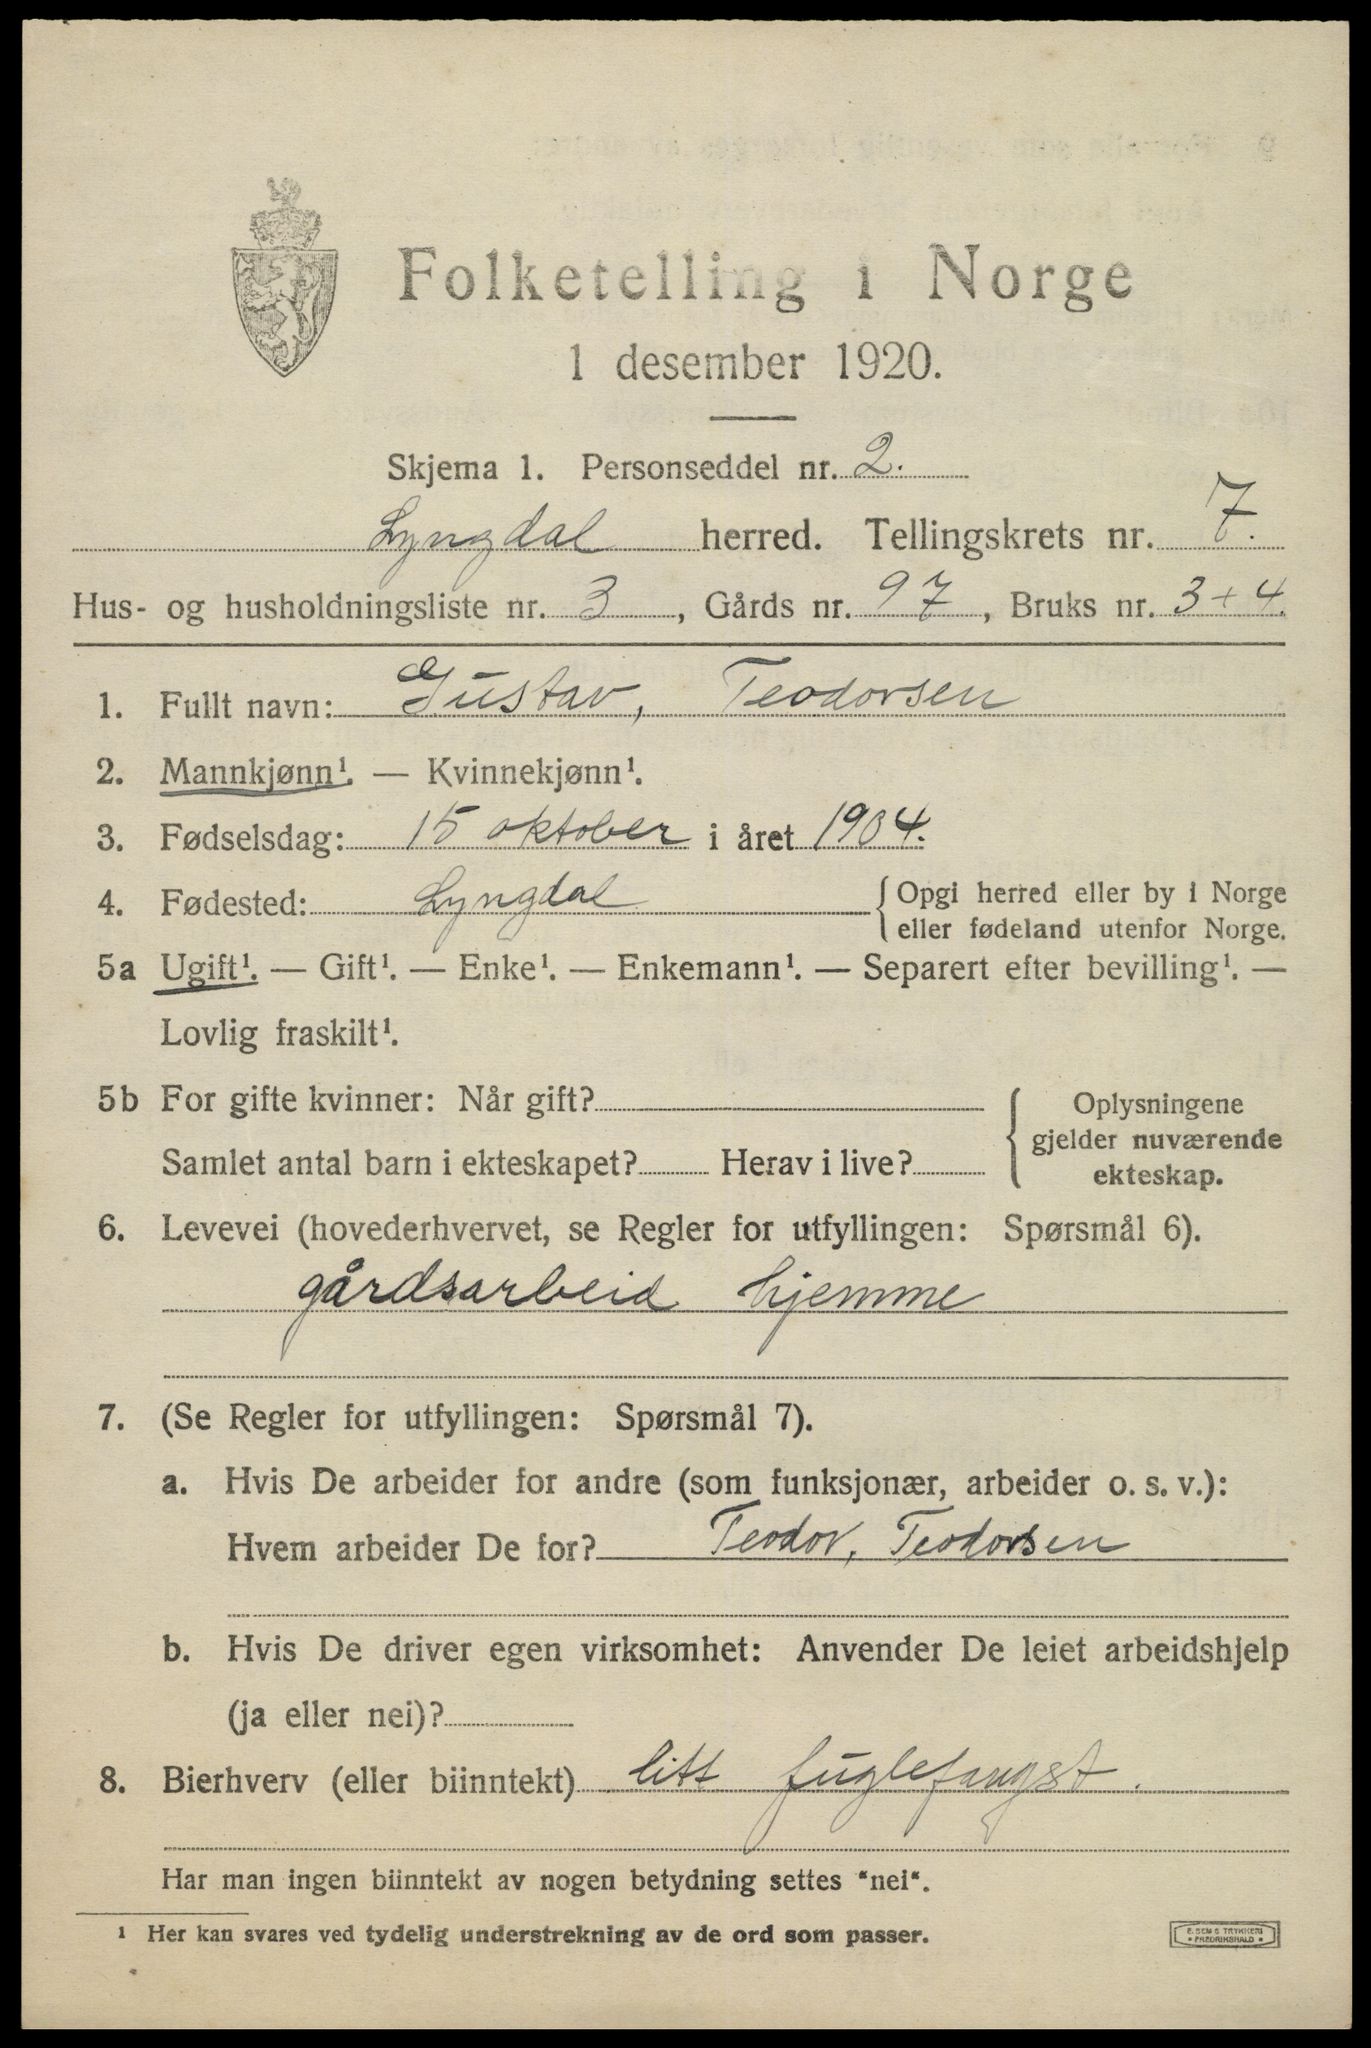 Folketelling i Norge
1 desember 1920.
Skjema 1. Personseddel nr. 2.
Lyngdal herred. Tellingskrets nr. 7.
Hus- og husholdningsliste nr. 3, Gårds nr. 97, Bruks nr. 3+4.
1. Fullt navn: Gustav, Teodorsen
2. Mannkjønn¹. — Kvinnekjønn¹.
3. Fødselsdag: 15 oktober i året 1904.
4. Fødested: Lyngdal { Opgi herred eller by i Norge
eller fødeland utenfor Norge.
5a Ugift¹. — Gift¹. — Enke¹. — Enkemann¹. — Separert efter bevilling¹. —
Lovlig fraskilt¹.
5b For gifte kvinner: Når gift? { Oplysningene
gjelder nuværende
Samlet antal barn i ekteskapet? Herav i live? ekteskap.
6. Levevei (hovederhvervet, se Regler for utfyllingen: Spørsmål 6).
gårdsarbeid hjemme
7. (Se Regler for utfyllingen: Spørsmål 7).
a. Hvis De arbeider for andre (som funksjonær, arbeider o. s. v.):
Hvem arbeider De for? Teodor, Teodorsen
b. Hvis De driver egen virksomhet: Anvender De leiet arbeidshjelp
(ja eller nei)?
8. Bierhverv (eller biinntekt) litt fuglefangst.
Har man ingen biinntekt av nogen betydning settes "nei".
¹ Her kan svares ved tydelig understrekning av de ord som passer.
E. SEM'S TRYKKERI
* FREDRIKSHALD *